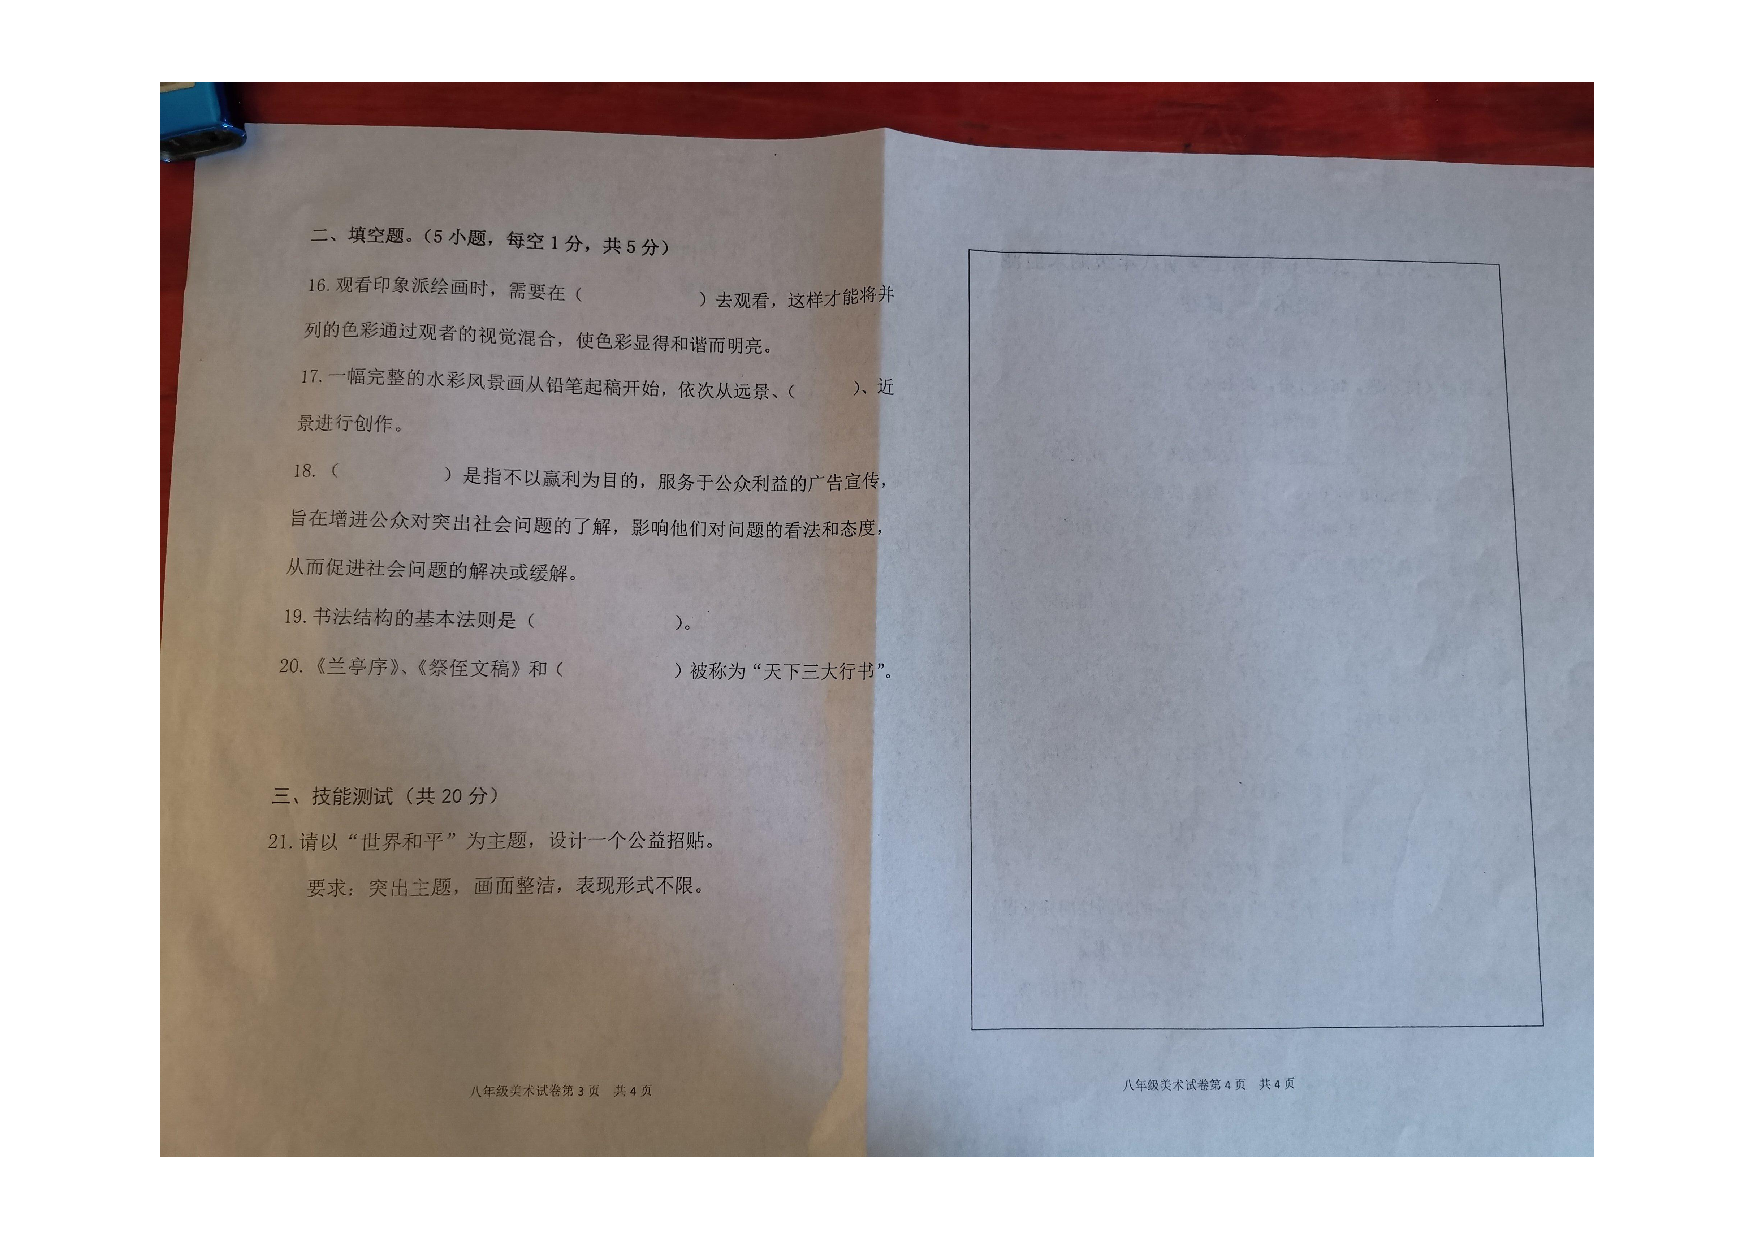 二、填空题。（5 小题，每空 1 分，共 5 分）
16. 观看印象派绘画时，需要在（ ）去观看，这样才能将并
列的色彩通过观者的视觉混合，使色彩显得和谐而明亮。
17. 一幅完整的水彩风景画从铅笔起稿开始，依次从远景、（ ）、近
景进行创作。
18.（ ）是指不以赢利为目的，服务于公众利益的广告宣传，
旨在增进公众对突出社会问题的了解，影响他们对问题的看法和态度，
从而促进社会问题的解决或缓解。
19. 书法结构的基本法则是（ ）。
20.《兰亭序》、《祭侄文稿》和（ ）被称为“天下三大行书”。
三、技能测试（共 20 分）
21. 请以“世界和平”为主题，设计一个公益招贴。
要求：突出主题，画面整洁，表现形式不限。
八年级美术试卷第 3 页 共 4 页
八年级美术试卷第 4 页 共 4 页